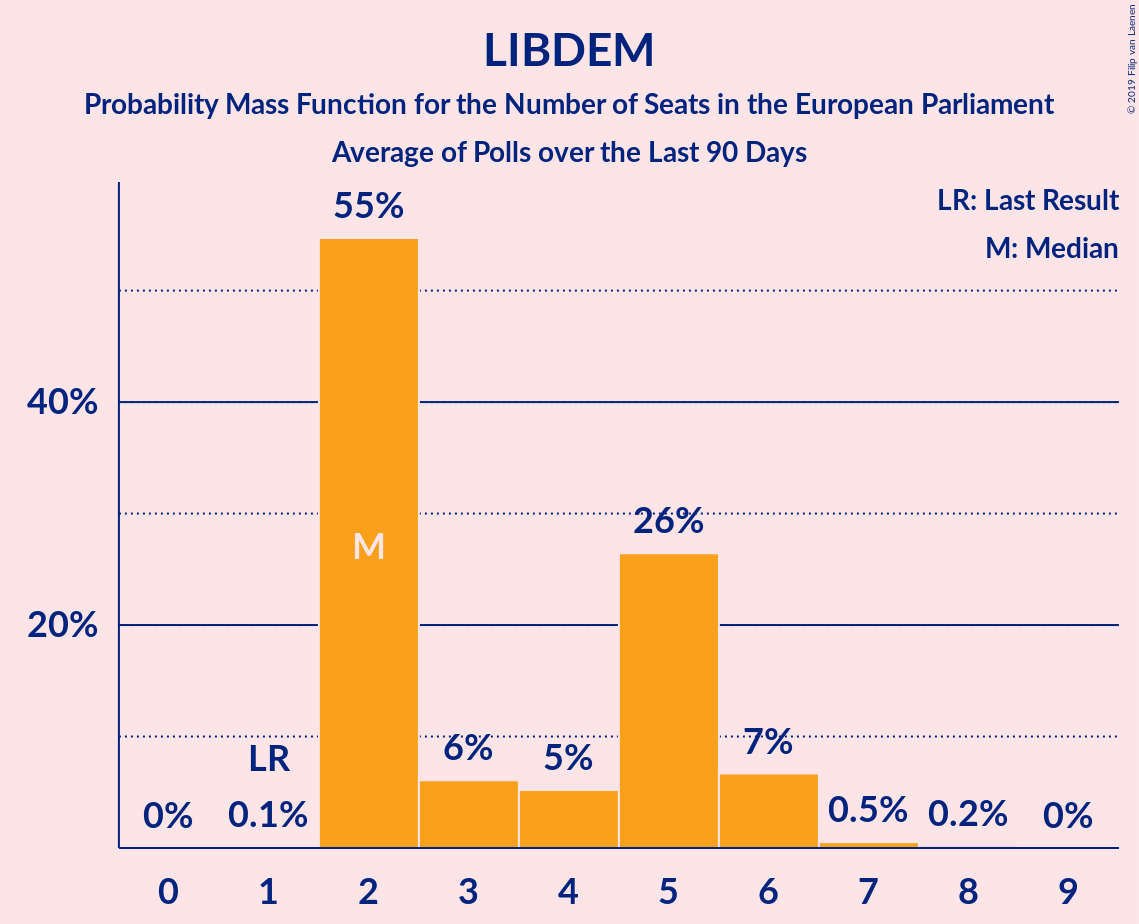 LIBDEM
Probability Mass Function for the Number of Seats in the European Parliament
Average of Polls over the Last 90 Days
© 2019 Filip van Laenen
LR: Last Result
M: Median
55%
40%
M
26%
20%
LR
6%
5%
7%
0%
0.1%
0.5%
0.2%
0%
0 1 2 3 4 5 6 7 8 9